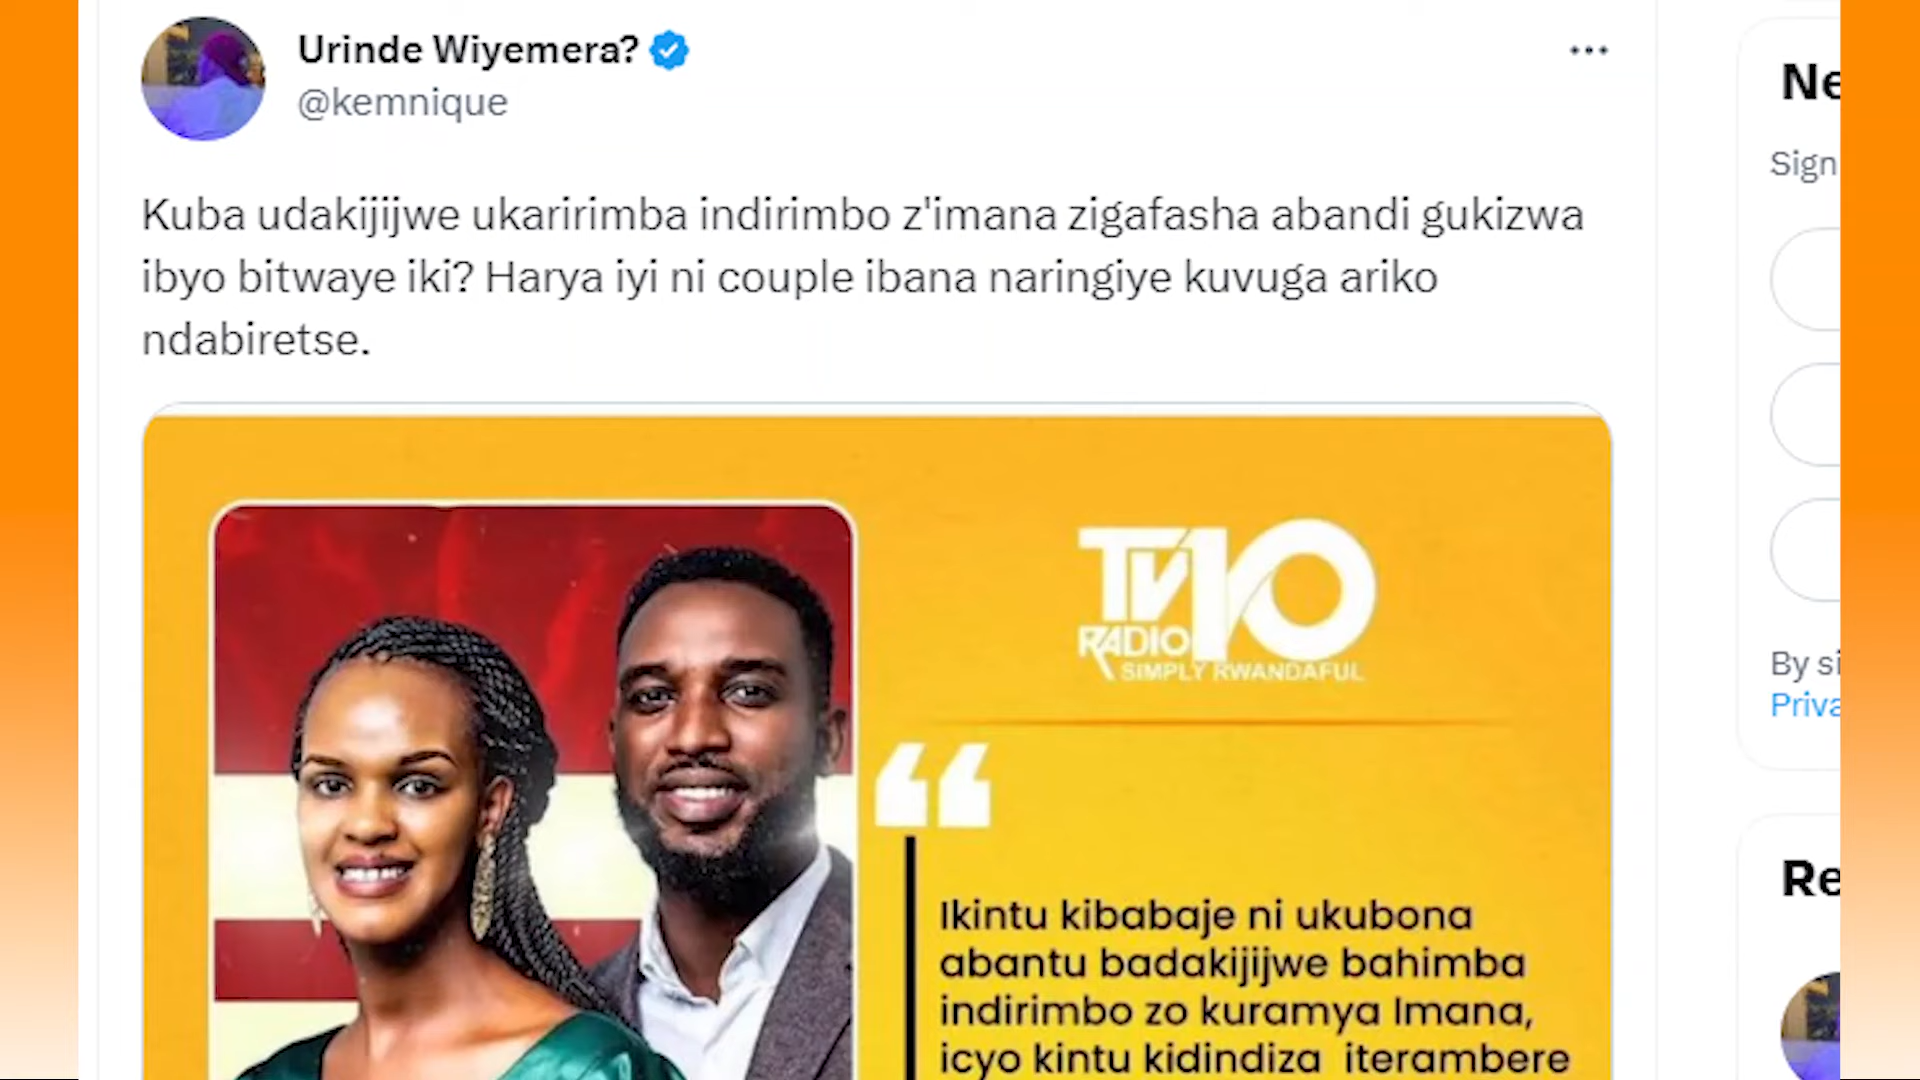 Urinde Wiyemera?
@kemnique
Kuba udakijijwe ukaririmba indirimbo z'imana zigafasha abandi gukizwa
ibyo bitwaye iki? Harya iyi ni couple ibana naringiye kuvuga ariko
ndabiretse.
TV10
RADIO
SIMPLY RWANDAFUL
“
Ikintu kibabaje ni ukubona
abantu badakijijwe bahimba
indirimbo zo kuramya Imana,
icyo kintu kidindiza iterambere
Ne
Sign
By si
Priva
Re